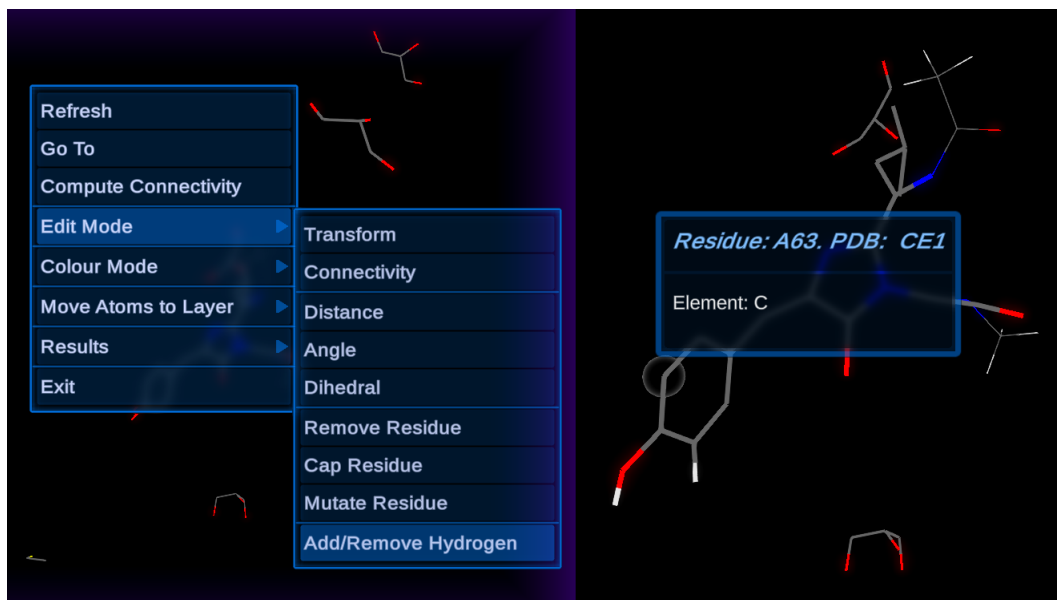 Refresh
Go To
Compute Connectivity
Edit Mode
Colour Mode
Move Atoms to Layer
Results
Exit
Transform
Connectivity
Distance
Angle
Dihedral
Remove Residue
Cap Residue
Mutate Residue
Add/Remove Hydrogen
Residue: A63. PDB: CE1
Element: C